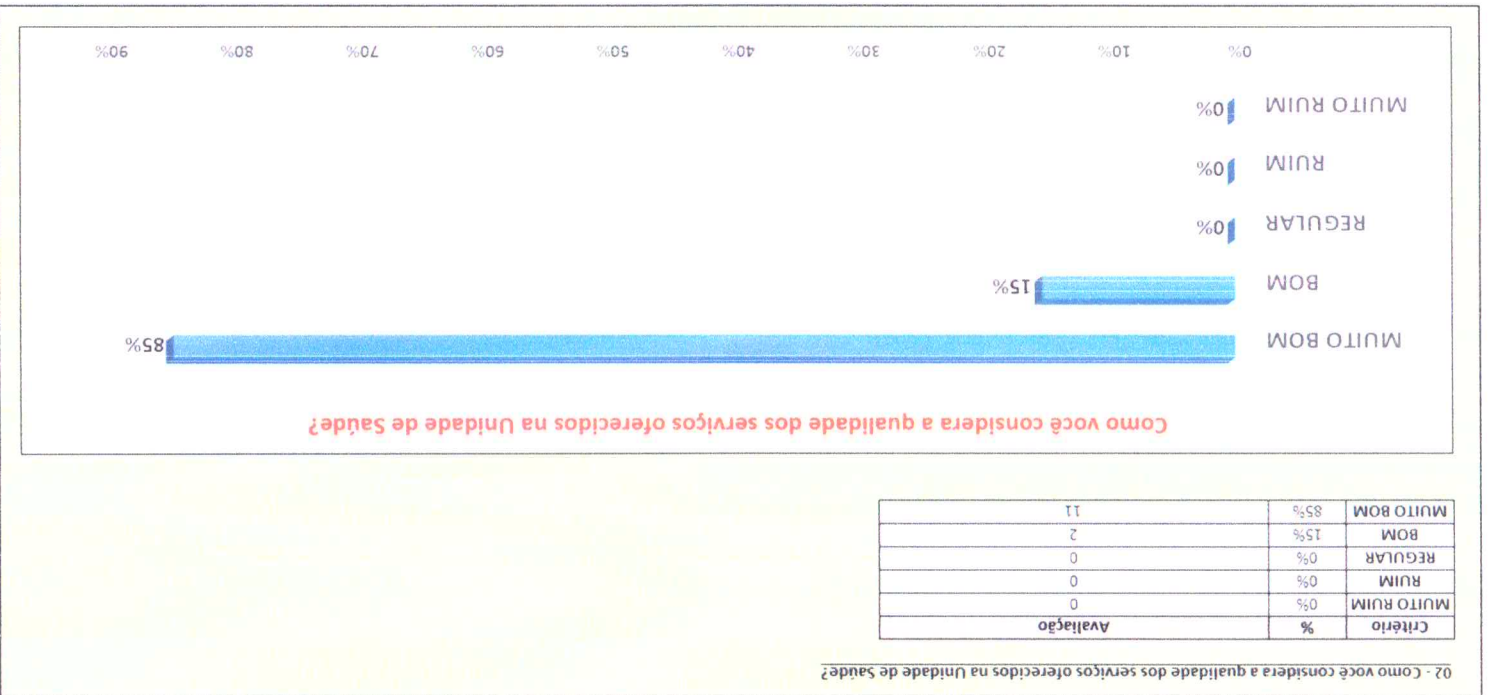 02 - Como você considera a qualidade dos serviços oferecidos na Unidade de Saúde?
Critério % Avaliação
MUITO RUIM 0% 0
RUIM 0% 0
REGULAR 0% 0
BOM 15% 2
MUITO BOM 85% 11
Como você considera a qualidade dos serviços oferecidos na Unidade de Saúde?
MUITO BOM 85%
BOM 15%
REGULAR 0%
RUIM 0%
MUITO RUIM 0%
0% 10% 20% 30% 40% 50% 60% 70% 80% 90%